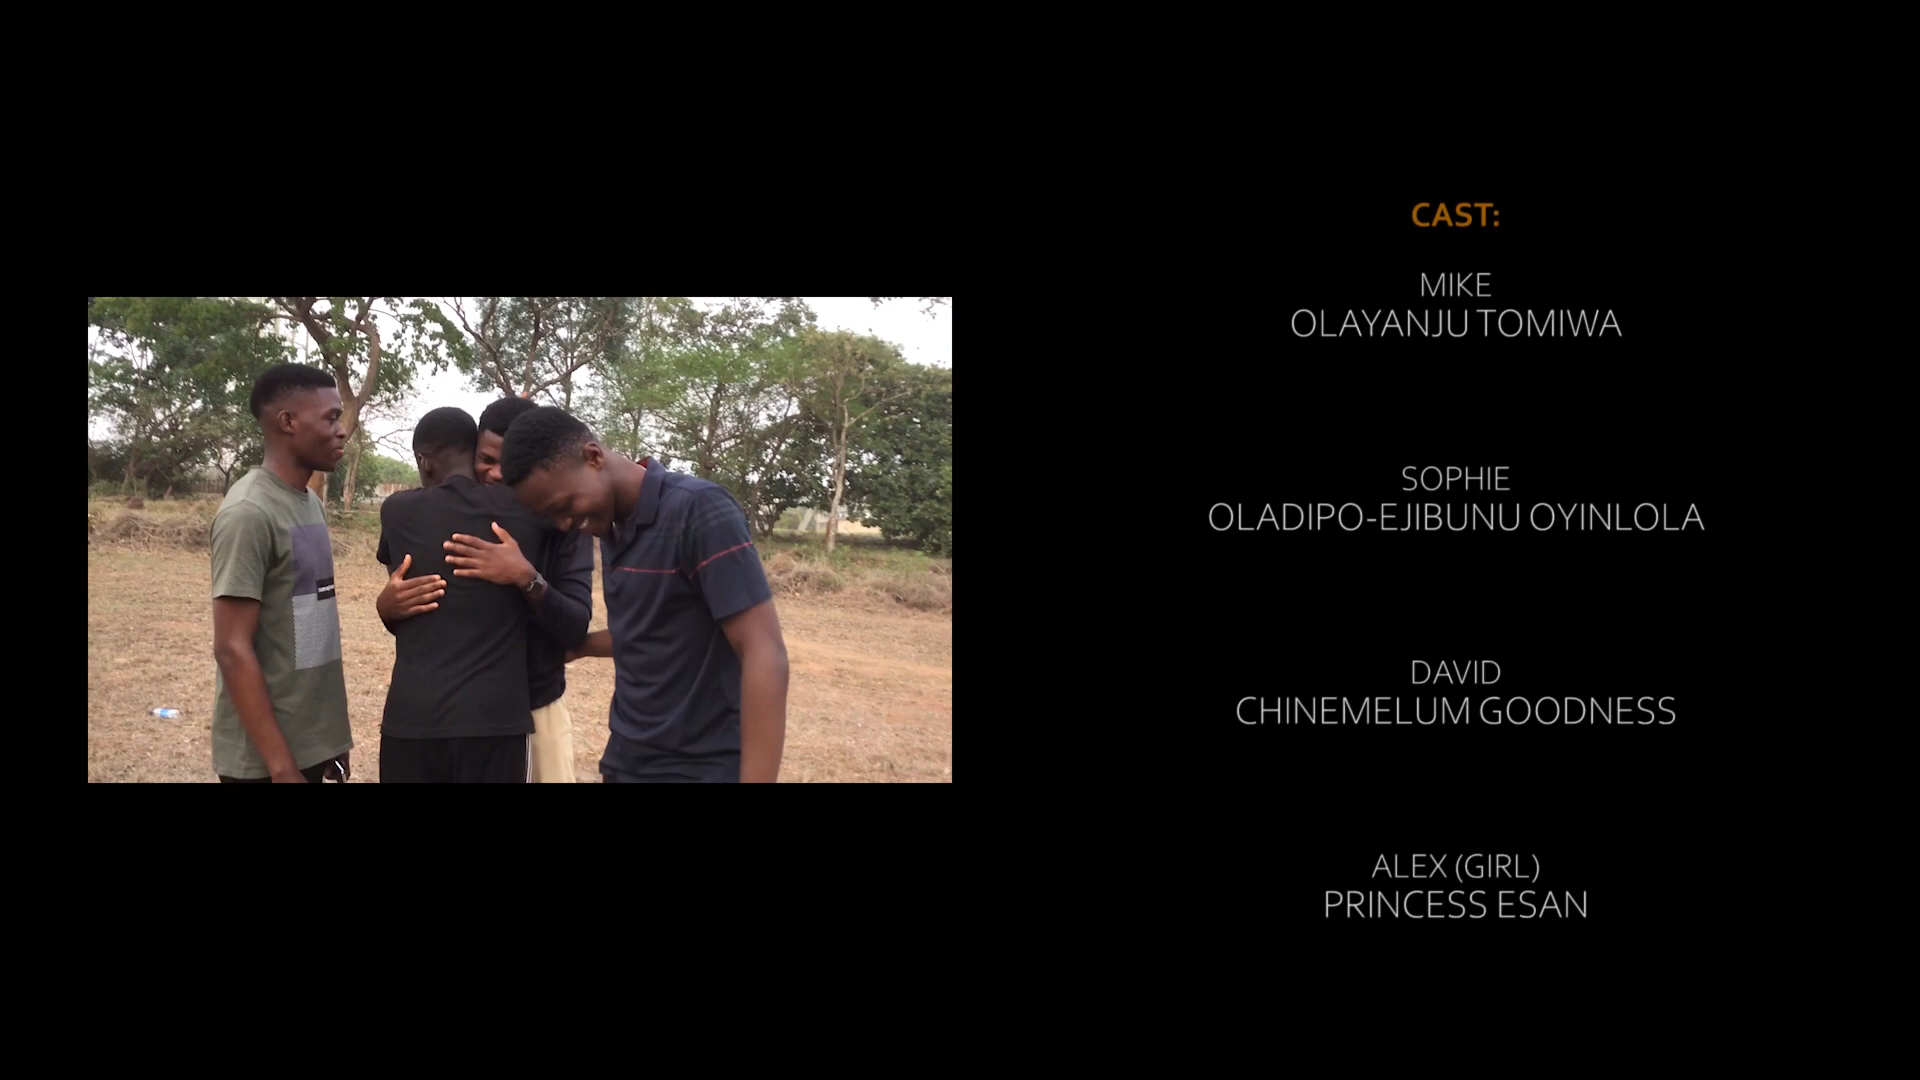 CAST:
MIKE
OLAYANJU TOMIWA
SOPHIE
OLADIPO-EJIBUNU OYINLOLA
DAVID
CHINEMELUM GOODNESS
ALEX (GIRL)
PRINCESS ESAN